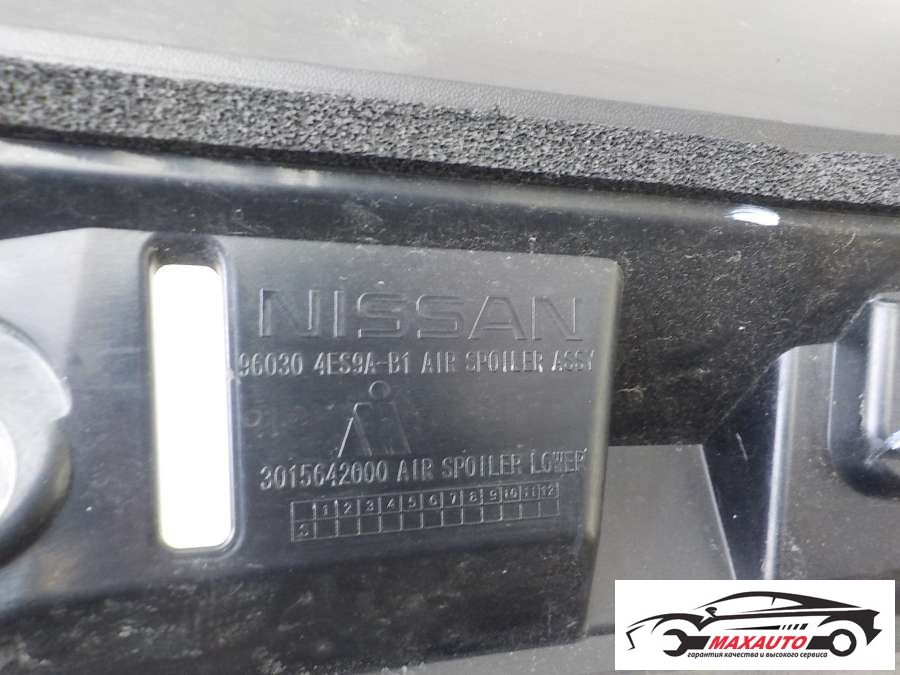 NISSAN
96030 4ES9A-B1 AIR SPOILER ASSY
3015642000 AIR SPOILER LOWER
1 2 3 4 5 6 7 8 9 10 11 12
MAXAUTO
гарантия качества и высокого сервиса